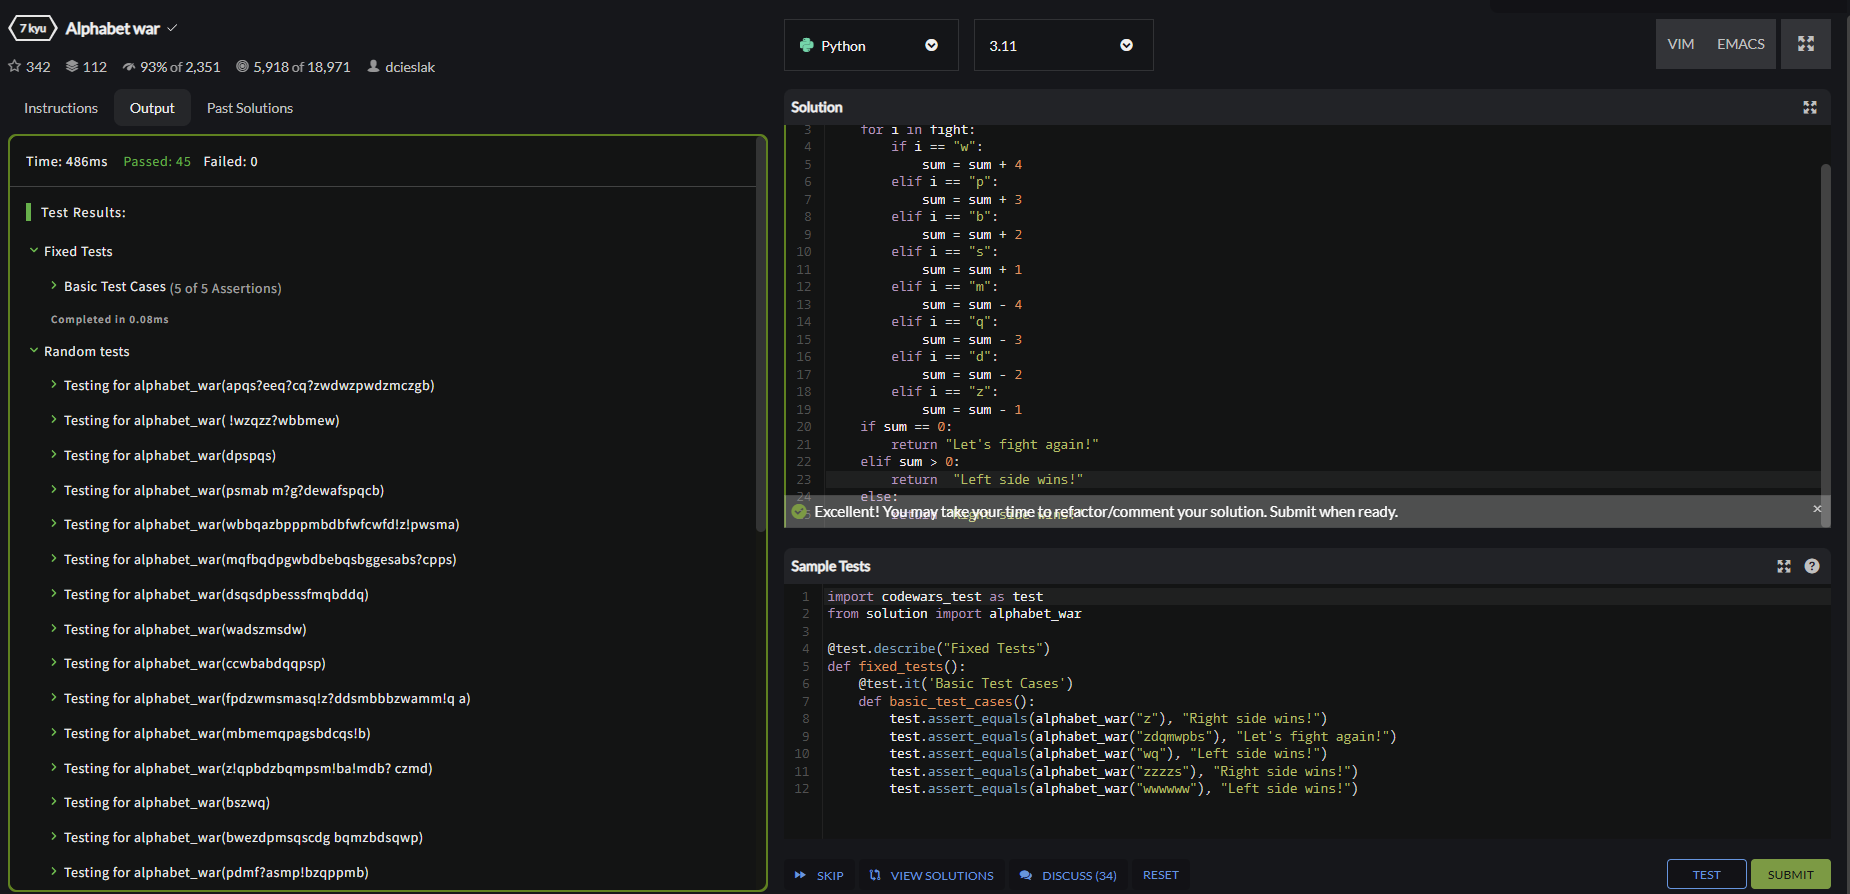 7 kyu Alphabet war
342 112 93% of 2,351 5,918 of 18,971 dcieslak
Instructions Output Past Solutions
Time: 486ms Passed: 45 Failed: 0
Test Results:
Fixed Tests
Basic Test Cases (5 of 5 Assertions)
Completed in 0.08ms
Random tests
Testing for alphabet_war(apqs?eeq?cq?zwdwzpwdzmczgb)
Testing for alphabet_war( !wzqzz?wbbmew)
Testing for alphabet_war(dpspqs)
Testing for alphabet_war(psmab m?g?dewafspqcb)
Testing for alphabet_war(wbbqazbpppmbdbfwfcwfd!z!pwsma)
Testing for alphabet_war(mqfbqdpgwbdbebqsbggesabs?cpps)
Testing for alphabet_war(dsqsdpbesssfmqbddq)
Testing for alphabet_war(wadszmsdw)
Testing for alphabet_war(ccwbabdqqpsp)
Testing for alphabet_war(fpdzwmsmasq!z?ddsmbbbzwamm!q a)
Testing for alphabet_war(mbmemqpagsbdcqs!b)
Testing for alphabet_war(z!qpbdzbqmpsm!ba!mdb? czmd)
Testing for alphabet_war(bszwq)
Testing for alphabet_war(bwezdpmsqscdg bqmzbdsqwp)
Testing for alphabet_war(pdmf?asmp!bzqppmb)
Python 3.11 VIM EMACS
Solution
3 for i in fight:
4 if i == "w":
5 sum = sum + 4
6 elif i == "p":
7 sum = sum + 3
8 elif i == "b":
9 sum = sum + 2
10 elif i == "s":
11 sum = sum + 1
12 elif i == "m":
13 sum = sum - 4
14 elif i == "q":
15 sum = sum - 3
16 elif i == "d":
17 sum = sum - 2
18 elif i == "z":
19 sum = sum - 1
20 if sum == 0:
21 return "Let's fight again!"
22 elif sum > 0:
23 return  "Left side wins!"
24 else:
Excellent! You may take your time to refactor/comment your solution. Submit when ready.
Sample Tests
1 import codewars_test as test
2 from solution import alphabet_war
3
4 @test.describe("Fixed Tests")
5 def fixed_tests():
6 @test.it('Basic Test Cases')
7 def basic_test_cases():
8 test.assert_equals(alphabet_war("z"), "Right side wins!")
9 test.assert_equals(alphabet_war("zdqmwpbs"), "Let's fight again!")
10 test.assert_equals(alphabet_war("wq"), "Left side wins!")
11 test.assert_equals(alphabet_war("zzzzs"), "Right side wins!")
12 test.assert_equals(alphabet_war("wwwwww"), "Left side wins!")
SKIP VIEW SOLUTIONS DISCUSS (34) RESET TEST SUBMIT